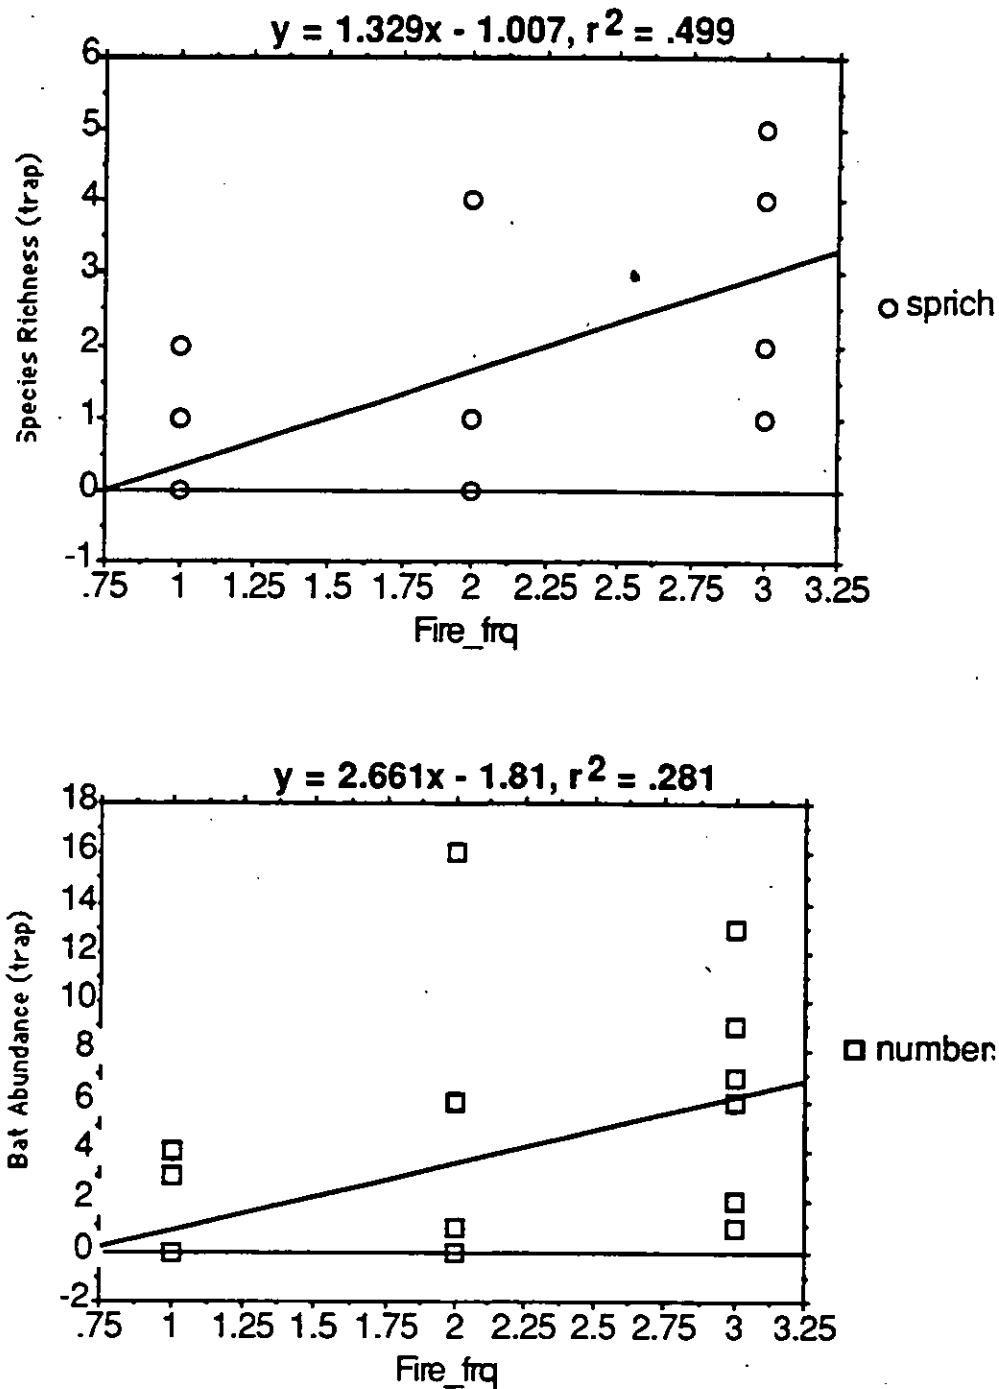 y = 1.329x - 1.007, r2 = .499
6
5
4
3
2
1
0
-1
Species Richness (trap)
.75 1 1.25 1.5 1.75 2 2.25 2.5 2.75 3 3.25
Fire_frq
sprich
y = 2.661x - 1.81, r2 = .281
18
16
14
12
10
8
6
4
2
0
-2
Bat Abundance (trap)
.75 1 1.25 1.5 1.75 2 2.25 2.5 2.75 3 3.25
Fire_frq
number